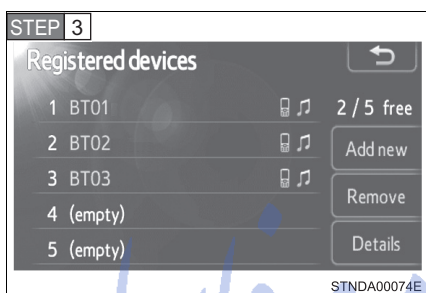 STEP 3
Registered devices
1 BT01
2 / 5 free
2 BT02
Add new
3 BT03
Remove
4 (empty)
5 (empty)
Details
STNDA00074E